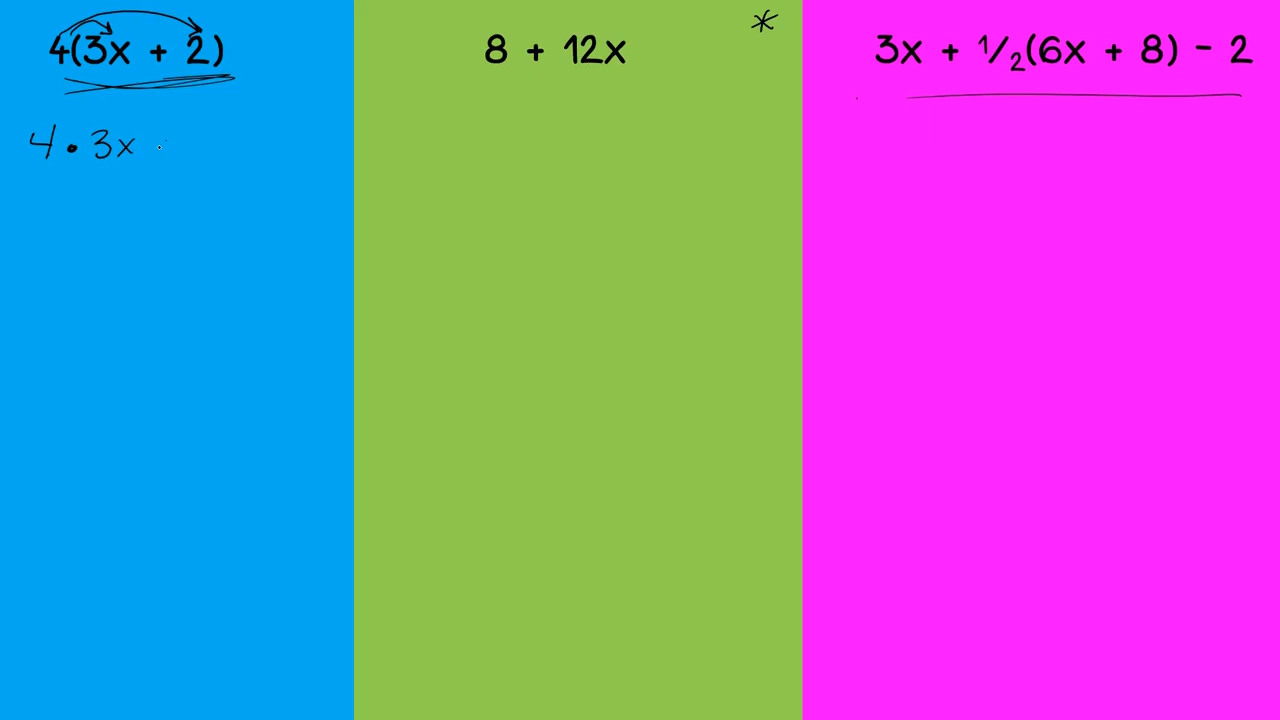 4(3x + 2)
4 • 3x
8 + 12x
*
3x + 1/2(6x + 8) - 2